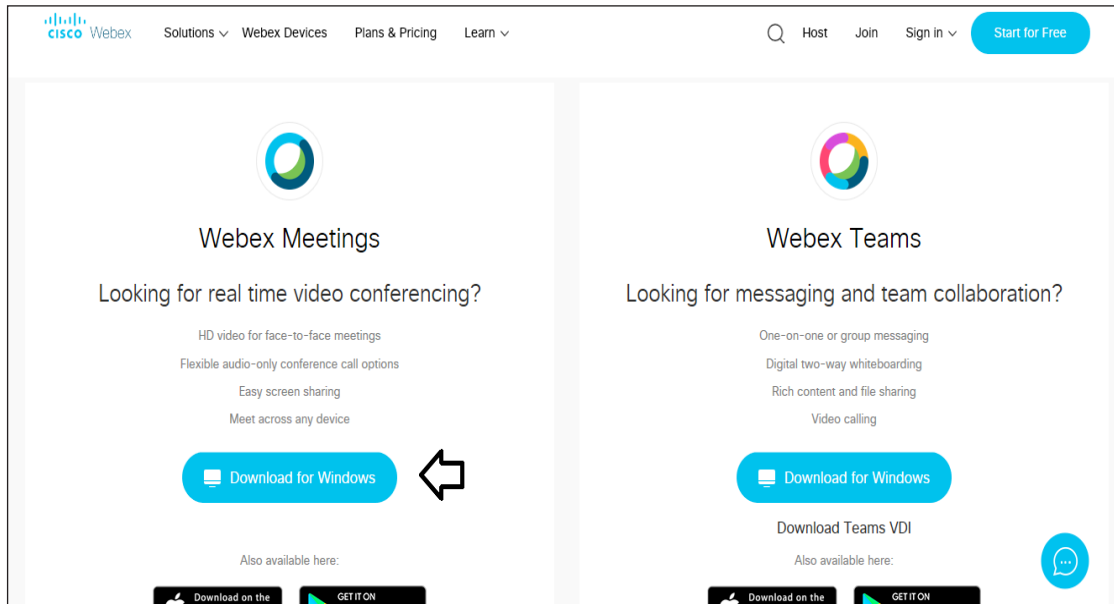 CISCO Webex
Solutions
Webex Devices
Plans & Pricing
Learn
Host
Join
Sign in
Start for Free
Webex Meetings
Looking for real time video conferencing?
HD video for face-to-face meetings
Flexible audio-only conference call options
Easy screen sharing
Meet across any device
Download for Windows
Also available here:
Download on the
GET IT ON
Webex Teams
Looking for messaging and team collaboration?
One-on-one or group messaging
Digital two-way whiteboarding
Rich content and file sharing
Video calling
Download for Windows
Download Teams VDI
Also available here:
Download on the
GET IT ON